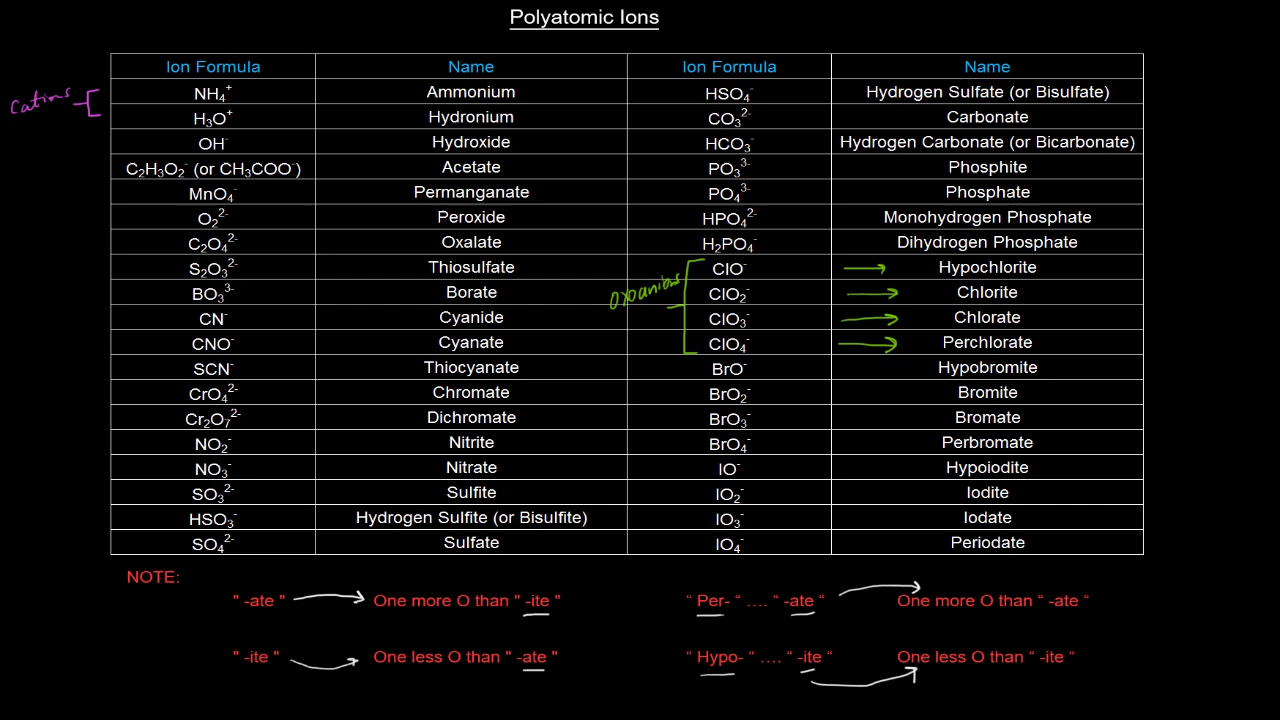 Polyatomic Ions
Ion Formula Name Ion Formula Name
Cations
NH₄⁺ Ammonium HSO₄⁻ Hydrogen Sulfate (or Bisulfate)
H₃O⁺ Hydronium CO₃²⁻ Carbonate
OH⁻ Hydroxide HCO₃⁻ Hydrogen Carbonate (or Bicarbonate)
C₂H₃O₂⁻ (or CH₃COO⁻) Acetate PO₃³⁻ Phosphite
MnO₄⁻ Permanganate PO₄³⁻ Phosphate
O₂²⁻ Peroxide HPO₄²⁻ Monohydrogen Phosphate
C₂O₄²⁻ Oxalate H₂PO₄⁻ Dihydrogen Phosphate
S₂O₃²⁻ Thiosulfate ClO⁻ → Hypochlorite
oxoanions
BO₃³⁻ Borate ClO₂⁻ → Chlorite
CN⁻ Cyanide ClO₃⁻ → Chlorate
CNO⁻ Cyanate ClO₄⁻ → Perchlorate
SCN⁻ Thiocyanate BrO⁻ Hypobromite
CrO₄²⁻ Chromate BrO₂⁻ Bromite
Cr₂O₇²⁻ Dichromate BrO₃⁻ Bromate
NO₂⁻ Nitrite BrO₄⁻ Perbromate
NO₃⁻ Nitrate IO⁻ Hypoiodite
SO₃²⁻ Sulfite IO₂⁻ Iodite
HSO₃⁻ Hydrogen Sulfite (or Bisulfite) IO₃⁻ Iodate
SO₄²⁻ Sulfate IO₄⁻ Periodate
NOTE:
" -ate " → One more O than " -ite " “ Per- “ .... “ -ate “ → One more O than “ -ate “
" -ite " → One less O than " -ate " “ Hypo- “ .... “ -ite “ → One less O than “ -ite “